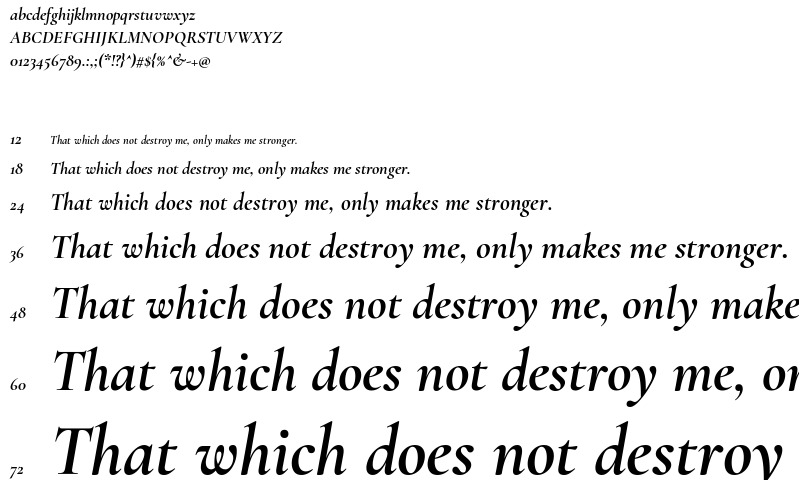 abcdefghijklmnopqrstuvwxyz
ABCDEFGHIJKLMNOPQRSTUVWXYZ
0123456789.:,;(*!?}^)#${%^&-+@
12 That which does not destroy me, only makes me stronger.
18 That which does not destroy me, only makes me stronger.
24 That which does not destroy me, only makes me stronger.
36 That which does not destroy me, only makes me stronger.
48 That which does not destroy me, only make
60 That which does not destroy me, or
72 That which does not destroy